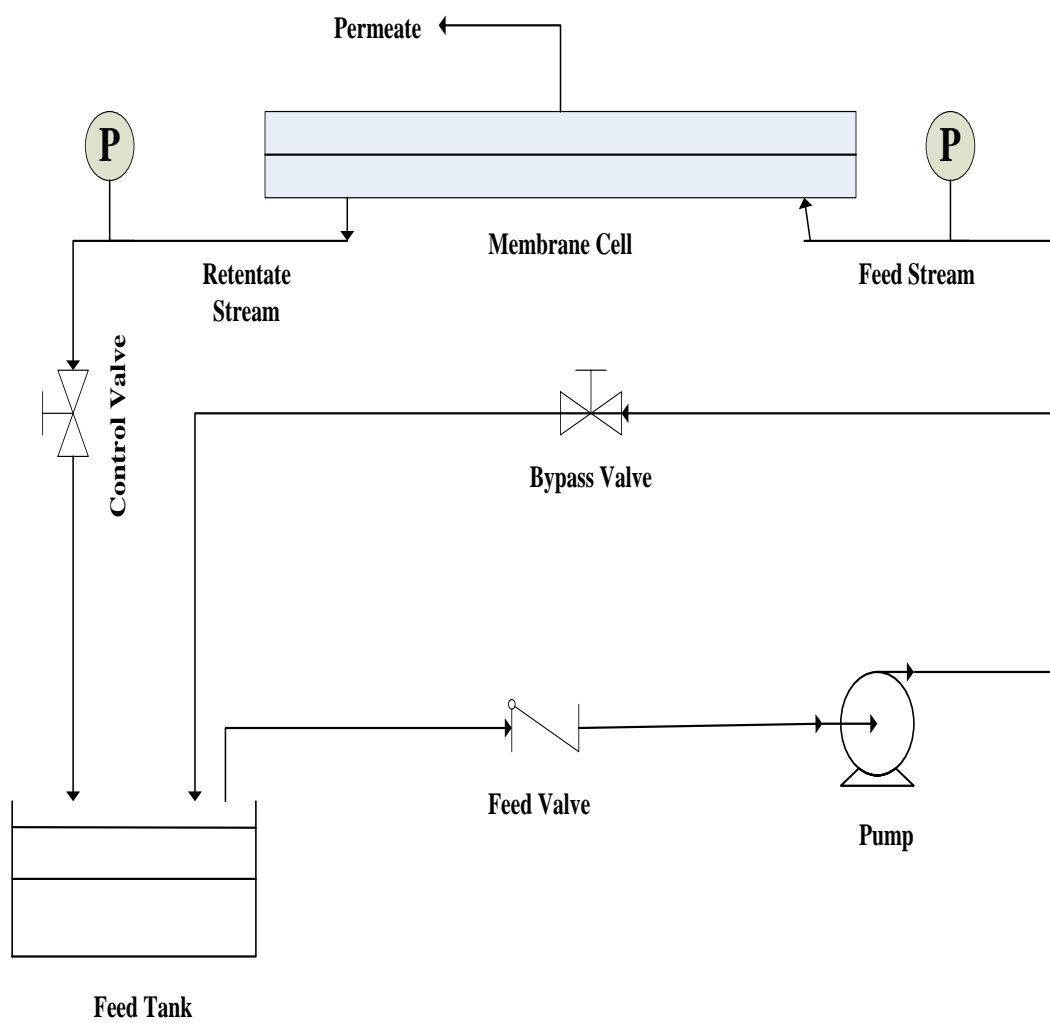 Permeate
P
P
Membrane Cell
Retentate
Stream
Feed Stream
Control Valve
Bypass Valve
Feed Valve
Pump
Feed Tank